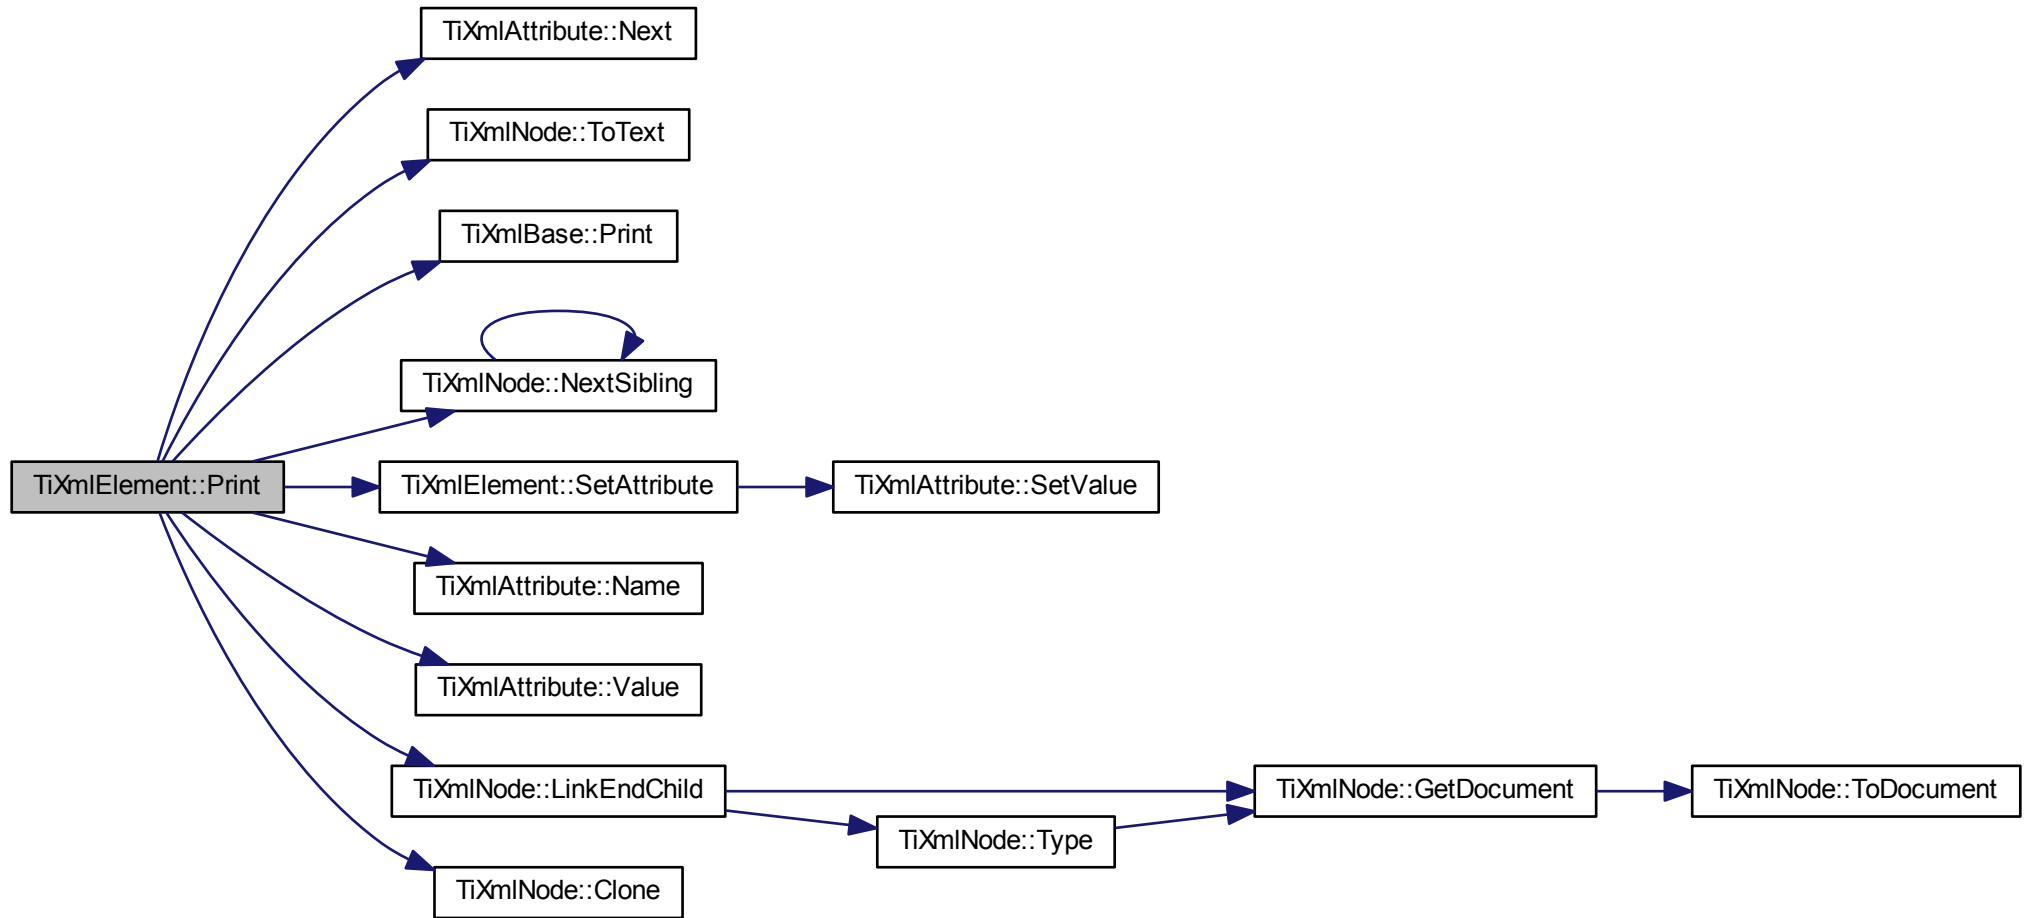 TiXmlAttribute::Next
TiXmlNode::ToText
TiXmlBase::Print
TiXmlNode::NextSibling
TiXmlElement::Print
TiXmlElement::SetAttribute
TiXmlAttribute::SetValue
TiXmlAttribute::Name
TiXmlAttribute::Value
TiXmlNode::LinkEndChild
TiXmlNode::GetDocument
TiXmlNode::ToDocument
TiXmlNode::Type
TiXmlNode::Clone